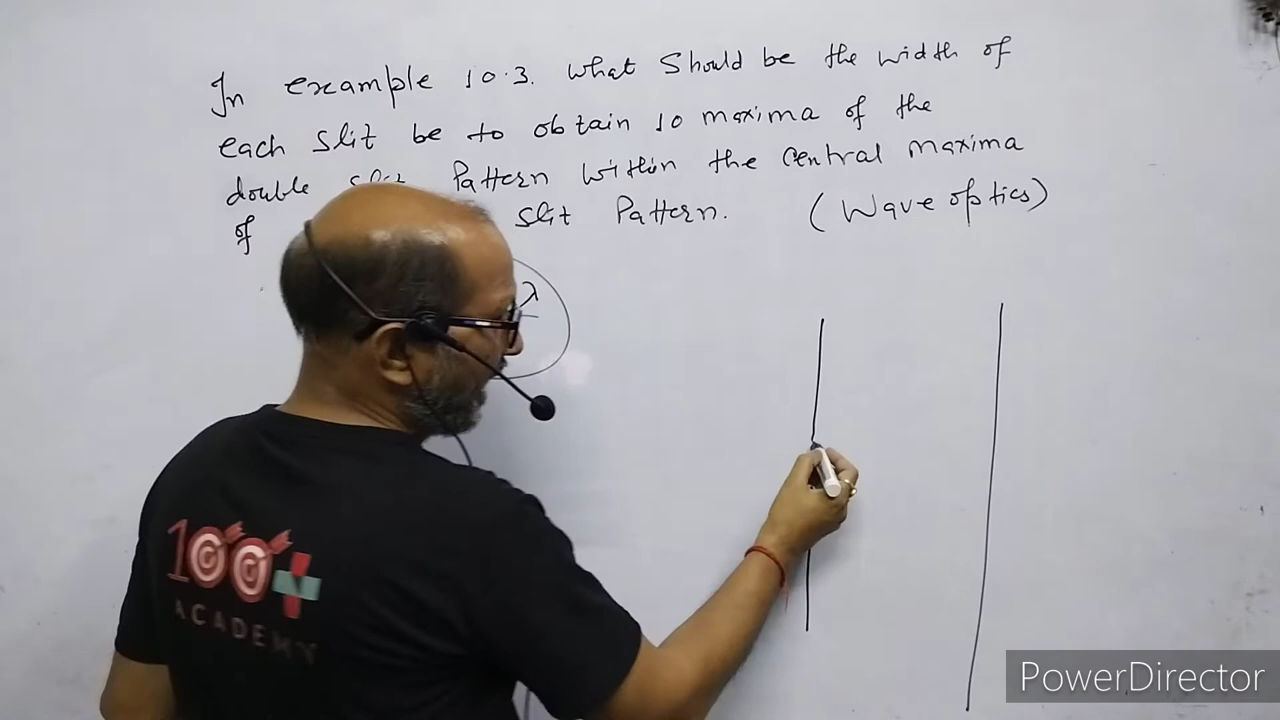 In example 10.3. What Should be the width of
each slit be to obtain 10 maxima of the
double slit Pattern within the central maxima
of slit Pattern. (Wave optics)
λ
100+
ACADEMY
PowerDirector